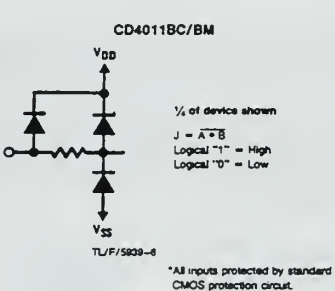 CD4011BC/BM
VDD
¼ of device shown
J = A • B
Logical "1" = High
Logical "0" = Low
VSS
TL/F/5939–6
*All inputs protected by standard
CMOS protection circuit.